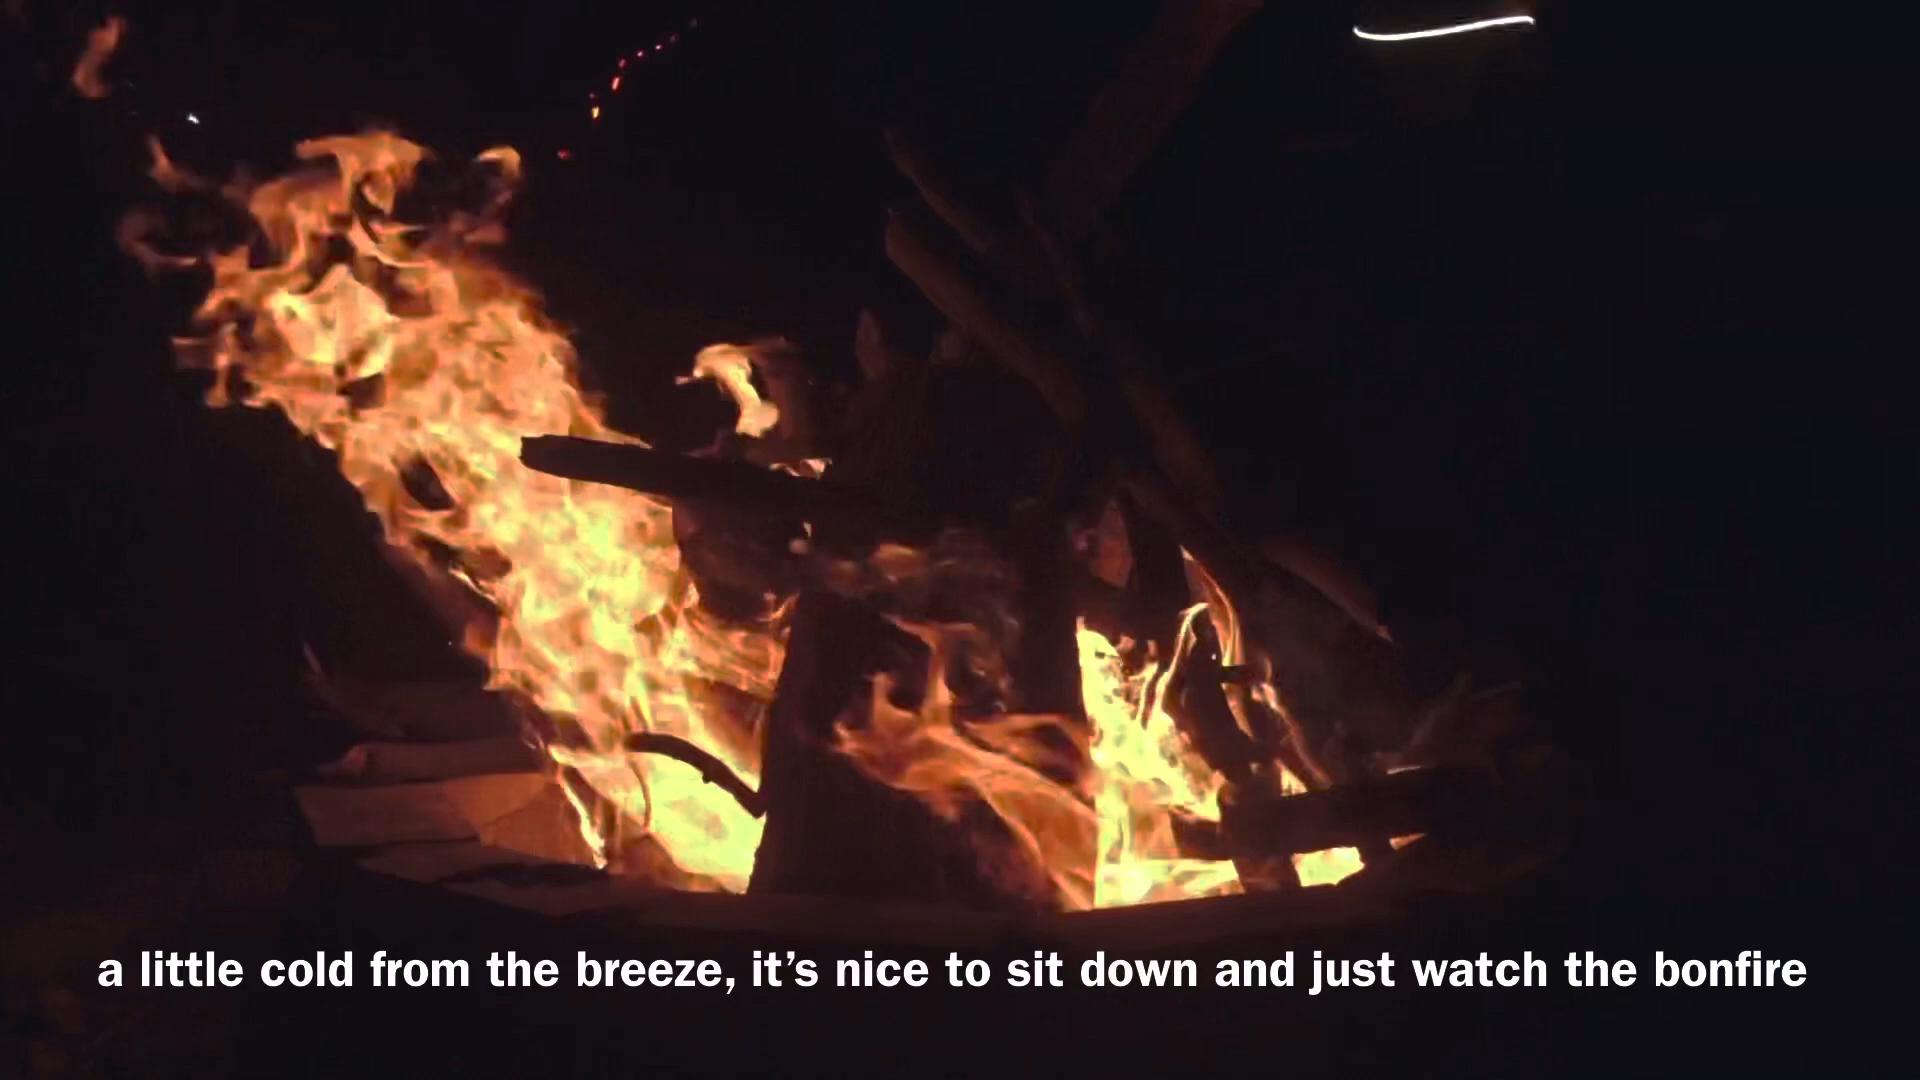 a little cold from the breeze, it’s nice to sit down and just watch the bonfire